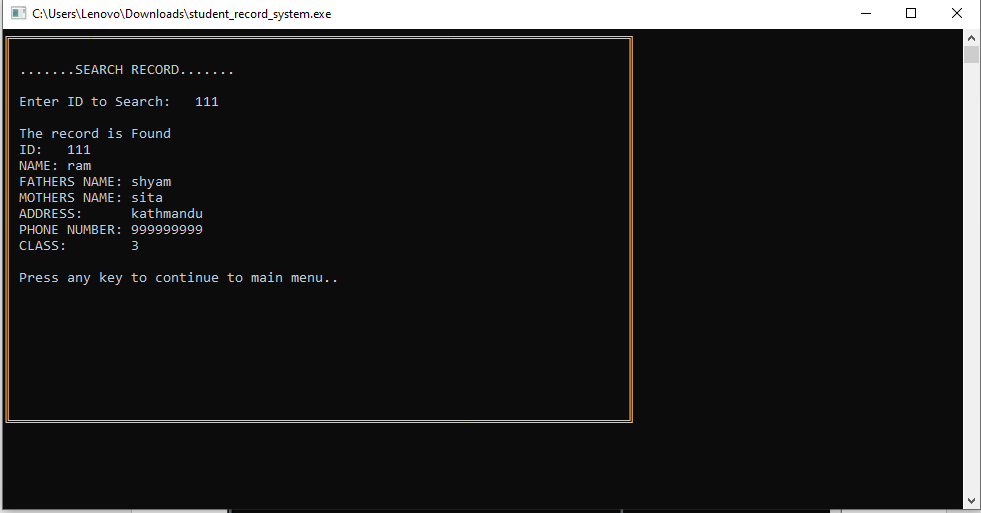 C:\Users\Lenovo\Downloads\student_record_system.exe
.......SEARCH RECORD.......
Enter ID to Search:   111
The record is Found
ID:   111
NAME: ram
FATHERS NAME: shyam
MOTHERS NAME: sita
ADDRESS:      kathmandu
PHONE NUMBER: 999999999
CLASS:        3
Press any key to continue to main menu..